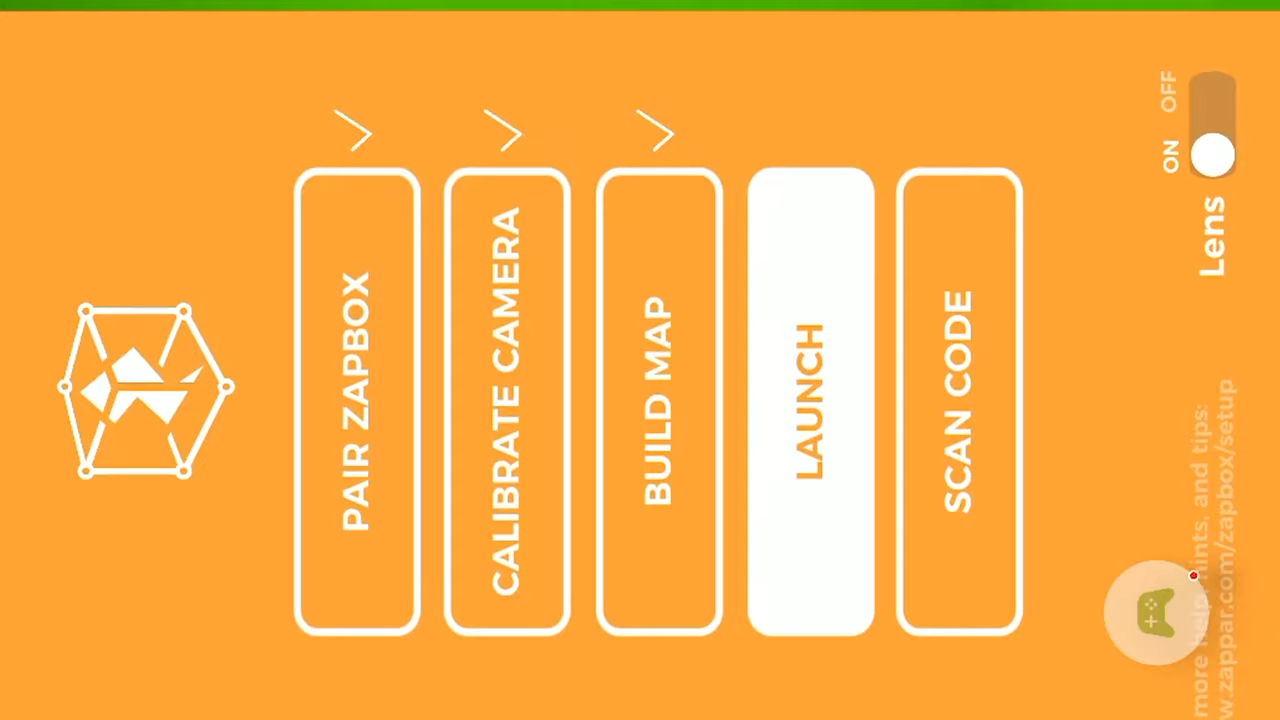 PAIR ZAPBOX
CALIBRATE CAMERA
BUILD MAP
LAUNCH
SCAN CODE
Lens ON OFF
more help, hints, and tips:
w.zappar.com/zapbox/setup